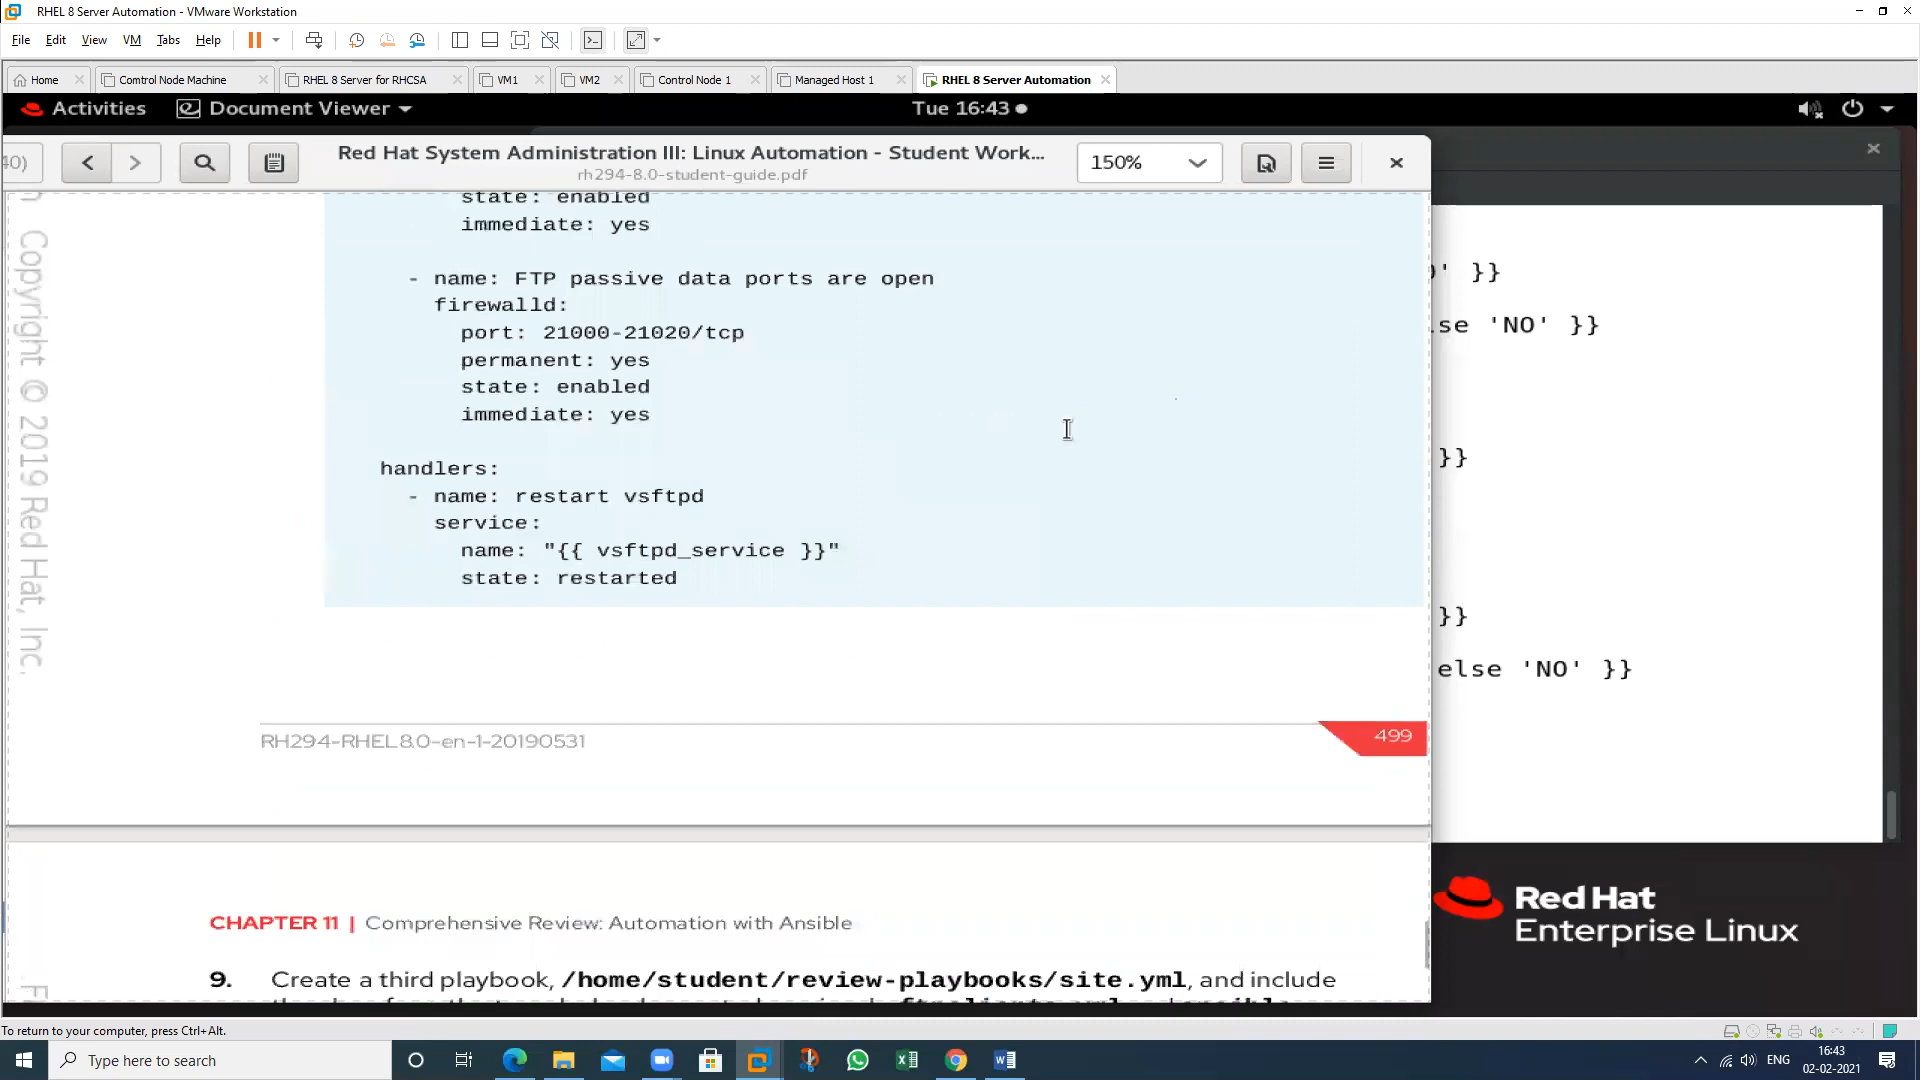 RHEL 8 Server Automation - VMware Workstation
File Edit View VM Tabs Help
Home Comtrol Node Machine RHEL 8 Server for RHCSA VM1 VM2 Control Node 1 Managed Host 1 RHEL 8 Server Automation
Activities Document Viewer Tue 16:43
40) Red Hat System Administration III: Linux Automation - Student Work... 150%
rh294-8.0-student-guide.pdf
state: enabled
immediate: yes
- name: FTP passive data ports are open
firewalld:
port: 21000-21020/tcp
permanent: yes
state: enabled
immediate: yes
handlers:
- name: restart vsftpd
service:
name: "{{ vsftpd_service }}"
state: restarted
Copyright © 2019 Red Hat, Inc.
RH294-RHEL8.0-en-1-20190531 499
CHAPTER 11 | Comprehensive Review: Automation with Ansible
9. Create a third playbook, /home/student/review-playbooks/site.yml, and include
' }}
se 'NO' }}
}}
}}
else 'NO' }}
Red Hat
Enterprise Linux
To return to your computer, press Ctrl+Alt.
Type here to search
ENG
16:43
02-02-2021